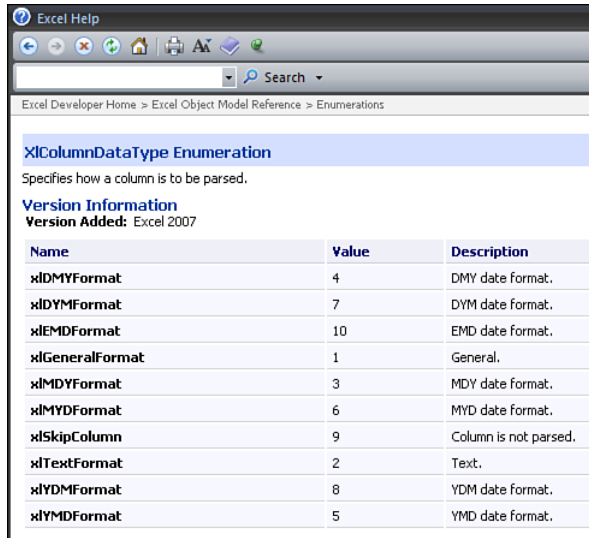 Excel Help
Search
Excel Developer Home > Excel Object Model Reference > Enumerations
XlColumnDataType Enumeration
Specifies how a column is to be parsed.
Version Information
Version Added: Excel 2007
Name Value Description
xlDMYFormat 4 DMY date format.
xlDYMFormat 7 DYM date format.
xlEMDFormat 10 EMD date format.
xlGeneralFormat 1 General.
xlMDYFormat 3 MDY date format.
xlMYDFormat 6 MYD date format.
xlSkipColumn 9 Column is not parsed.
xlTextFormat 2 Text.
xlYDMFormat 8 YDM date format.
xlYMDFormat 5 YMD date format.